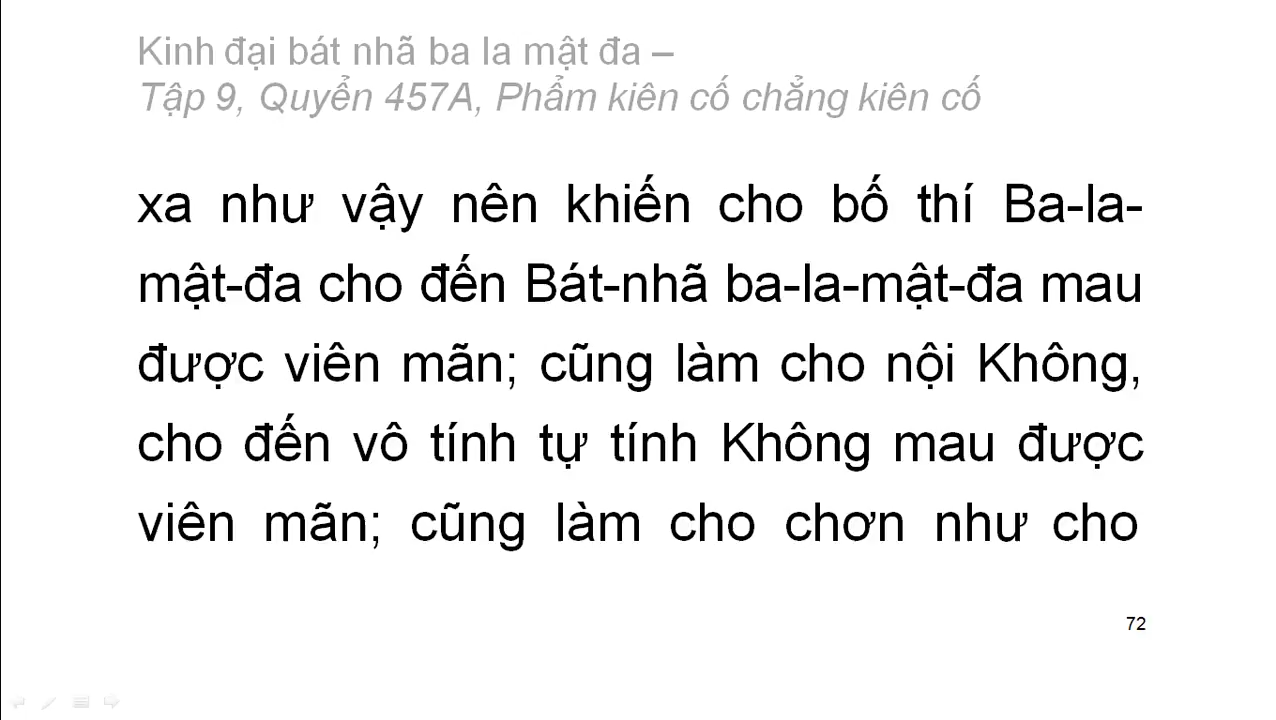 Kinh đại bát nhã ba la mật đa –
Tập 9, Quyển 457A, Phẩm kiên cố chẳng kiên cố
xa như vậy nên khiến cho bố thí Ba-la-
mật-đa cho đến Bát-nhã ba-la-mật-đa mau
được viên mãn; cũng làm cho nội Không,
cho đến vô tính tự tính Không mau được
viên mãn; cũng làm cho chơn như cho
72